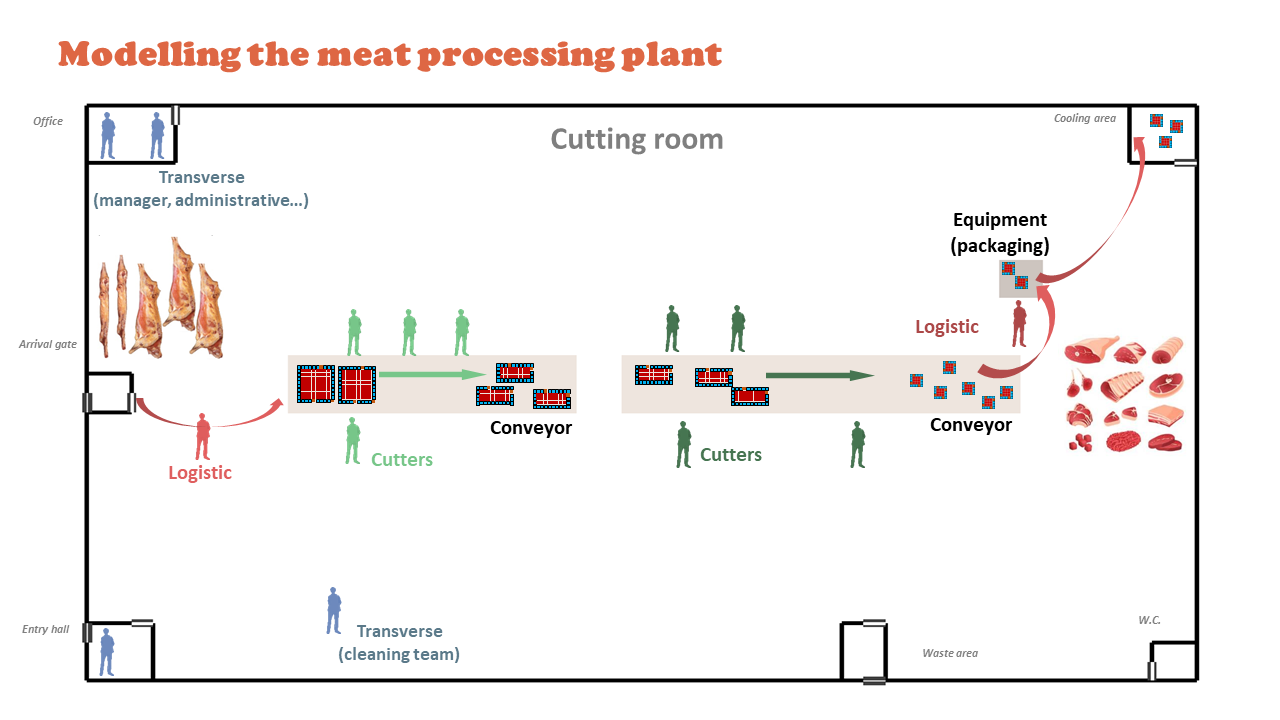 Modelling the meat processing plant
Office
Cutting room
Cooling area
Transverse
(manager, administrative...)
Equipment
(packaging)
Logistic
Arrival gate
Conveyor
Conveyor
Cutters
Cutters
Logistic
Entry hall
Transverse
(cleaning team)
Waste area
W.C.